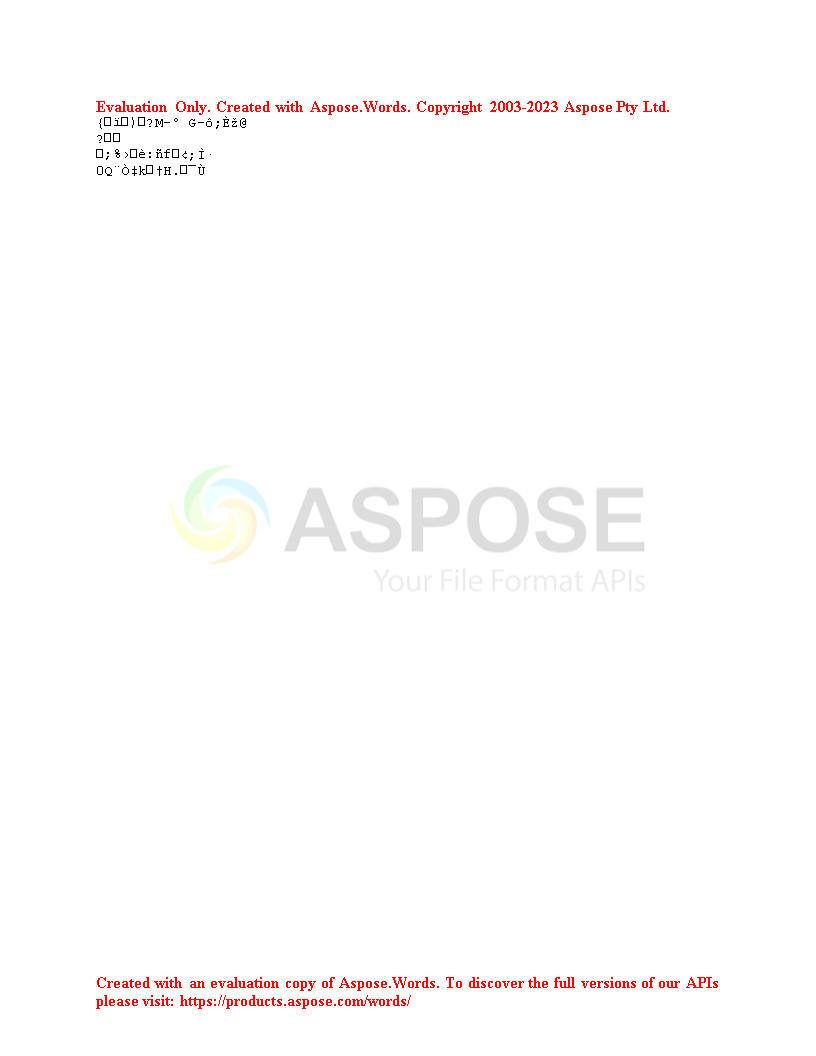 Evaluation Only. Created with Aspose.Words. Copyright 2003-2023 Aspose Pty Ltd.
{□ï□}□?M–° G–ó;Èž@
?□□
□;%›□è:ñf□¢;Ì·
OQ¨Ò‡k□†H.□¯Ù
ASPOSE
Your File Format APIs
Created with an evaluation copy of Aspose.Words. To discover the full versions of our APIs
please visit: https://products.aspose.com/words/